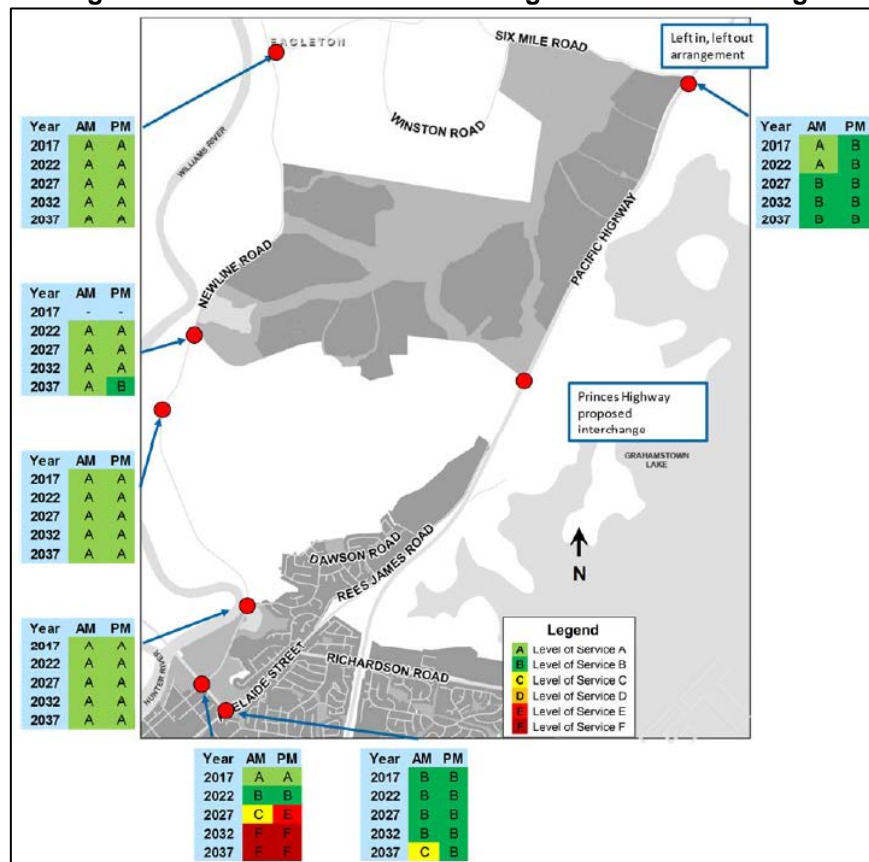 EAGLETON
SIX MILE ROAD
Left in, left out
arrangement
WINSTON ROAD
WILLIAMS RIVER
Year AM PM
2017 A A
2022 A A
2027 A A
2032 A A
2037 A A
Year AM PM
2017 A B
2022 A B
2027 B B
2032 B B
2037 B B
PACIFIC HIGHWAY
NEWLINE ROAD
Year AM PM
2017 - -
2022 A A
2027 A A
2032 A A
2037 A B
Princes Highway
proposed
interchange
GRAHAMSTOWN
LAKE
Year AM PM
2017 A A
2022 A A
2027 A A
2032 A A
2037 A A
N
DAWSON ROAD
REES JAMES ROAD
Year AM PM
2017 A A
2022 A A
2027 A A
2032 A A
2037 A A
HUNTER RIVER
ELAIDE STREET
RICHARDSON ROAD
Legend
A Level of Service A
B Level of Service B
C Level of Service C
D Level of Service D
E Level of Service E
F Level of Service F
Year AM PM
2017 A A
2022 B B
2027 C E
2032 F F
2037 F F
Year AM PM
2017 B B
2022 B B
2027 B B
2032 B B
2037 C B